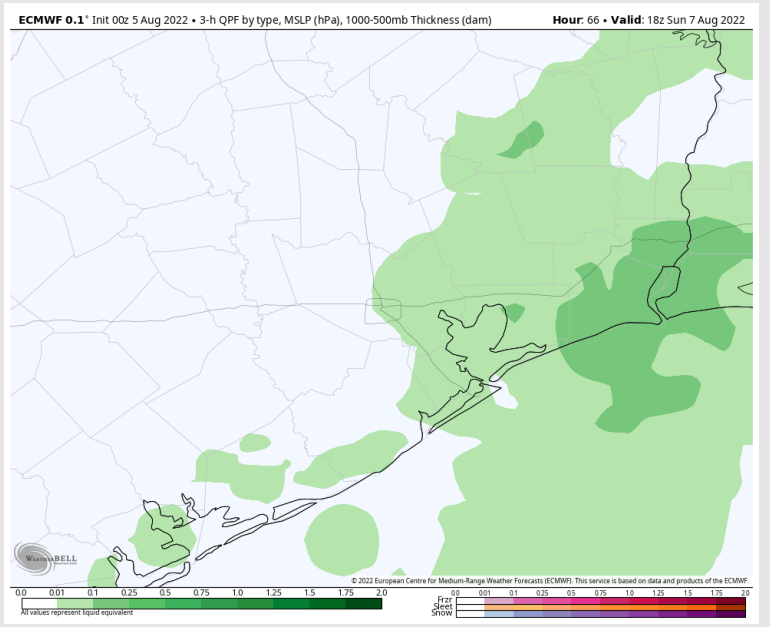 ECMWF 0.1° Init 00z 5 Aug 2022 • 3-h QPF by type, MSLP (hPa), 1000-500mb Thickness (dam) Hour: 66 • Valid: 18z Sun 7 Aug 2022
WEATHERBELL
© 2022 European Centre for Medium-Range Weather Forecasts (ECMWF). This service is based on data and products of the ECMWF.
0.0 0.01 0.1 0.25 0.5 0.75 1.0 1.25 1.5 1.75 2.0
All values represent liquid equivalent
0.0 0.01 0.1 0.25 0.5 0.75 1.0 1.25 1.5 1.75 2.0
Frzr
Sleet
Snow